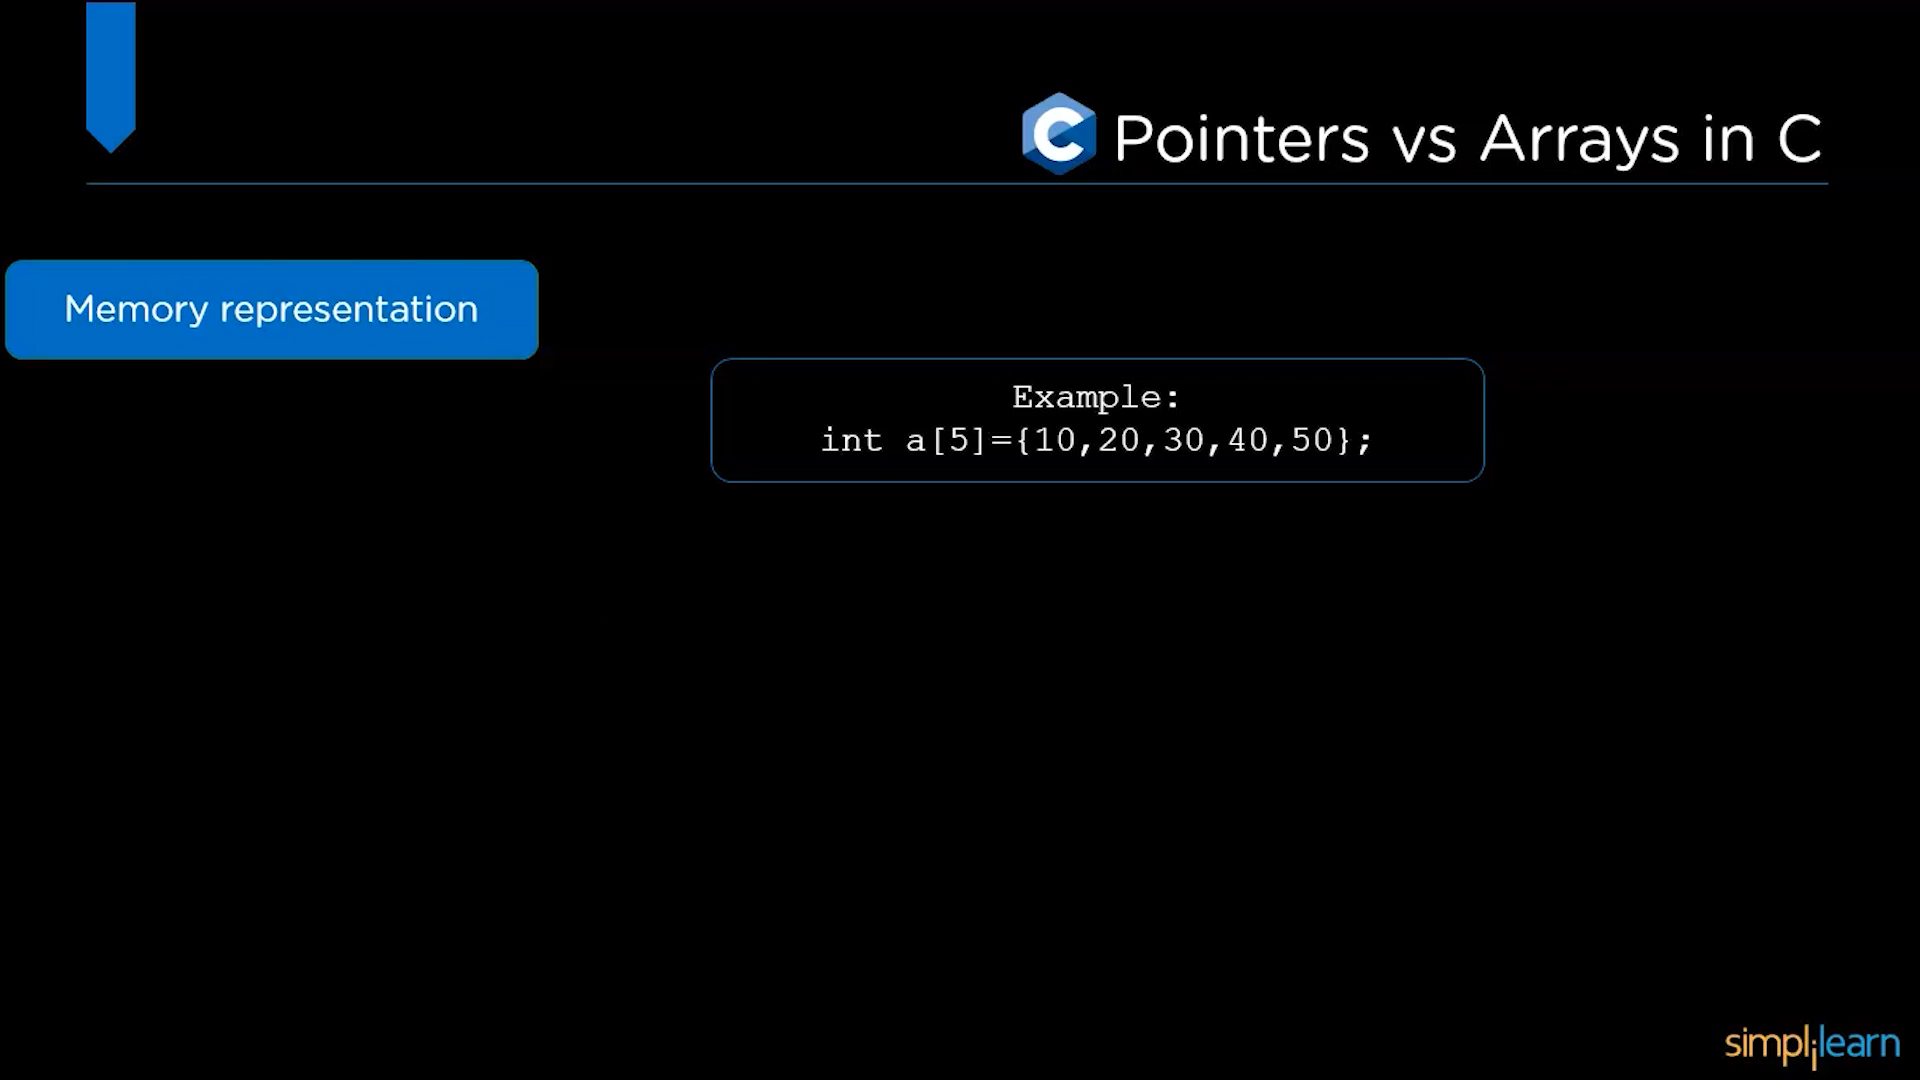 C Pointers vs Arrays in C
Memory representation
Example:
int a[5]={10,20,30,40,50};
simplilearn